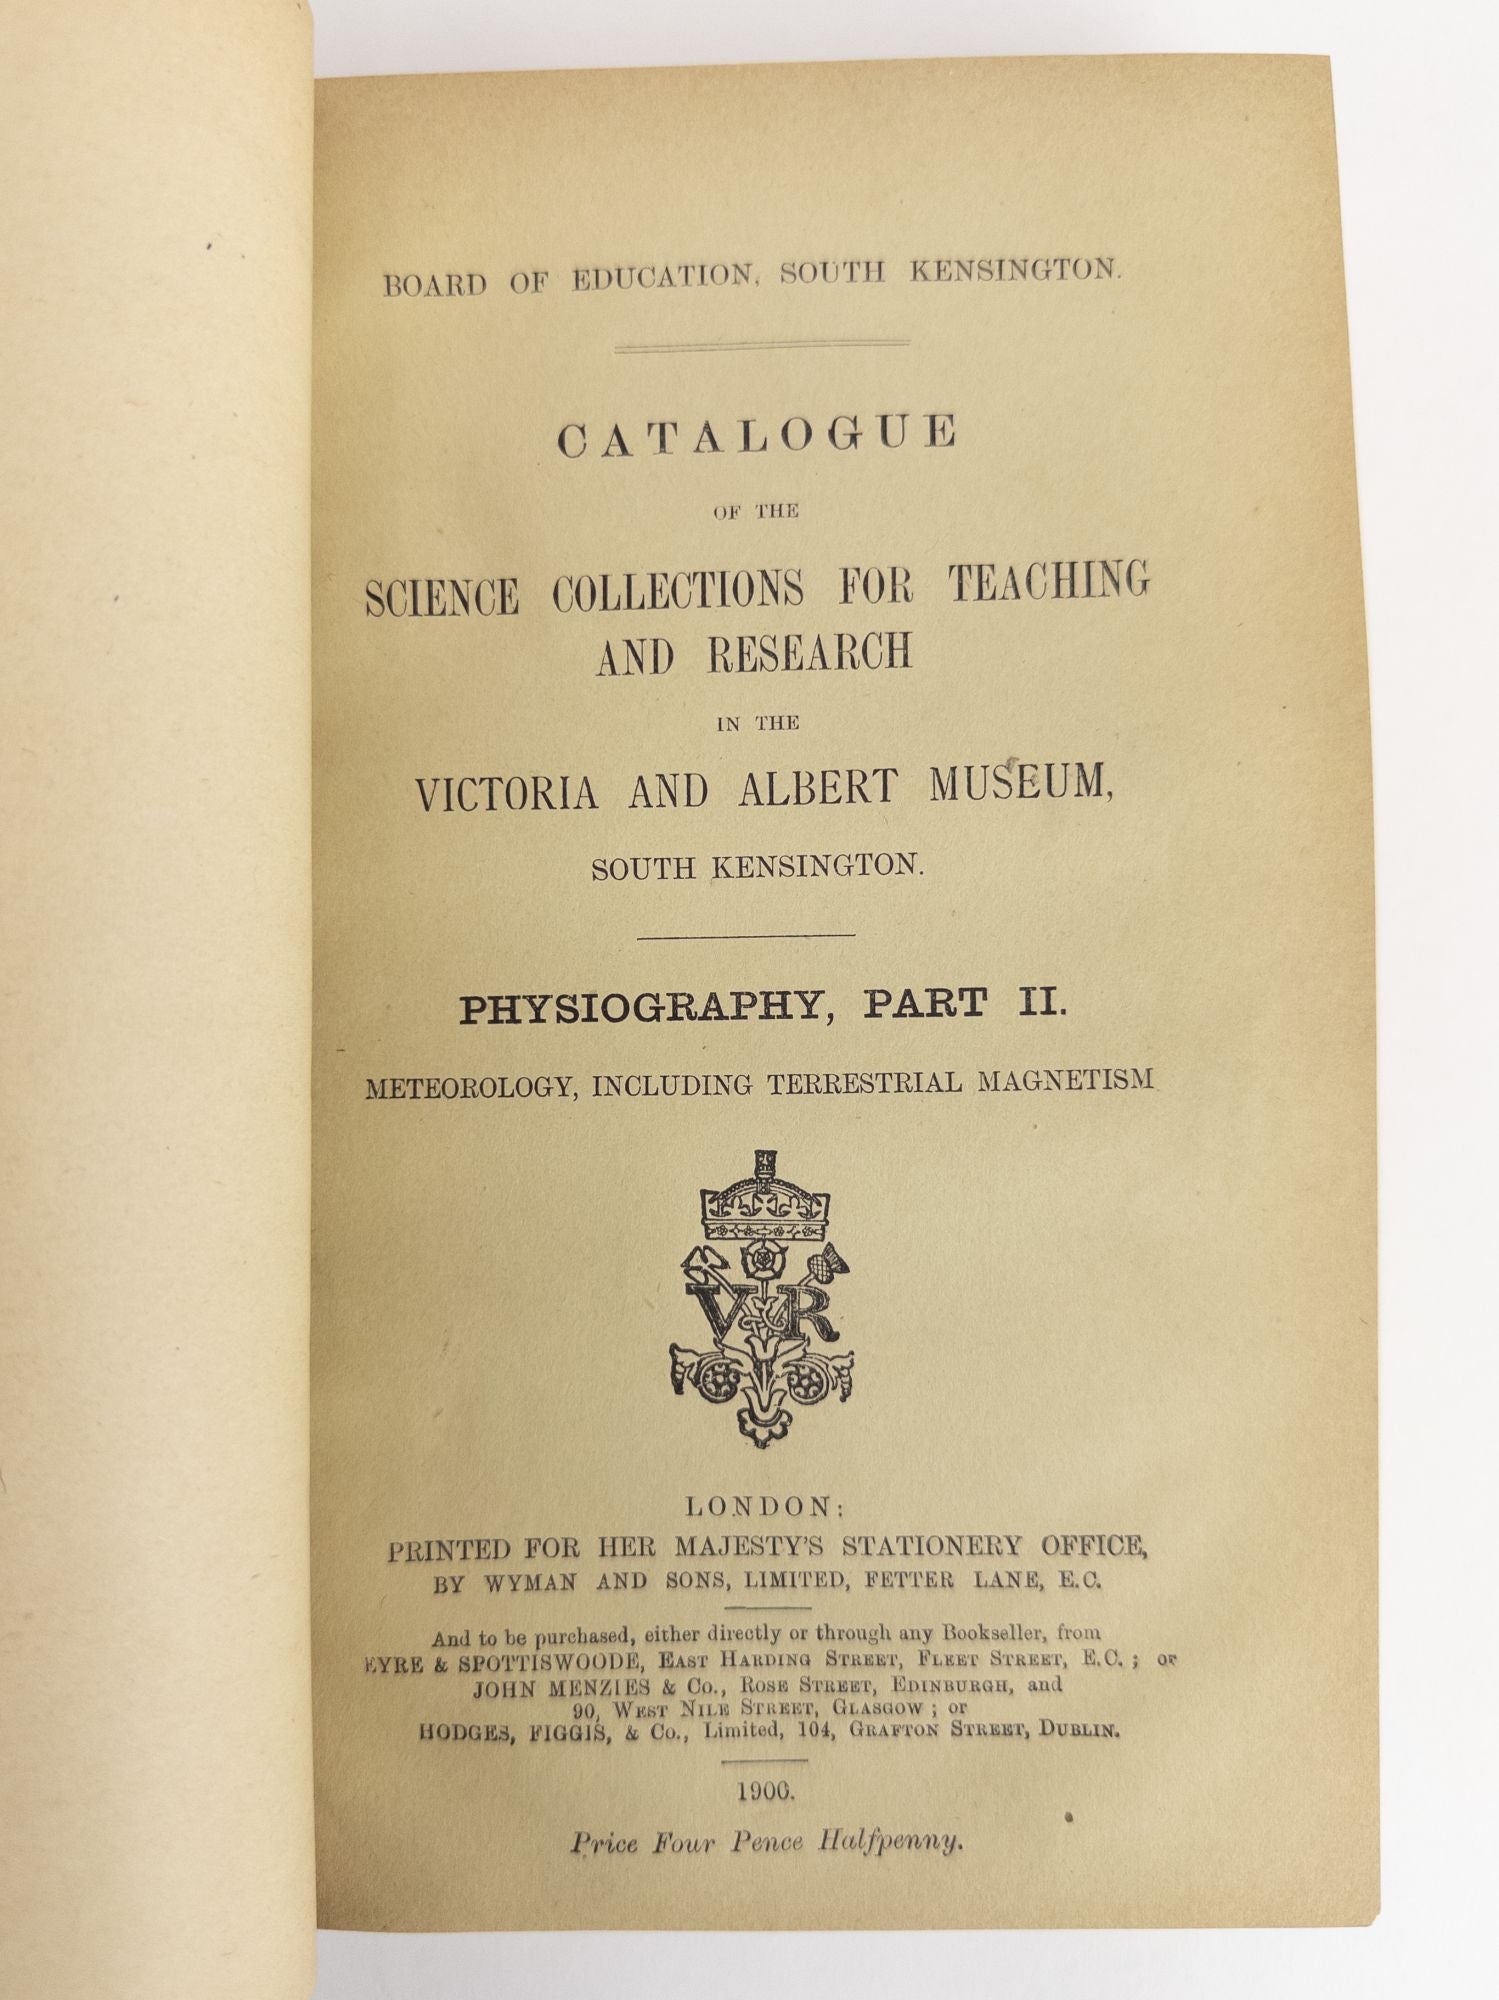 BOARD OF EDUCATION, SOUTH KENSINGTON.
CATALOGUE
OF THE
SCIENCE COLLECTIONS FOR TEACHING
AND RESEARCH
IN THE
VICTORIA AND ALBERT MUSEUM,
SOUTH KENSINGTON.
PHYSIOGRAPHY, PART II.
METEOROLOGY, INCLUDING TERRESTRIAL MAGNETISM
V R
LONDON:
PRINTED FOR HER MAJESTY'S STATIONERY OFFICE,
BY WYMAN AND SONS, LIMITED, FETTER LANE, E.C.
And to be purchased, either directly or through any Bookseller, from
EYRE & SPOTTISWOODE, EAST HARDING STREET, FLEET STREET, E.C.; or
JOHN MENZIES & Co., ROSE STREET, EDINBURGH, and
90, WEST NILE STREET, GLASGOW; or
HODGES, FIGGIS, & Co., Limited, 104, GRAFTON STREET, DUBLIN.
1900.
Price Four Pence Halfpenny.